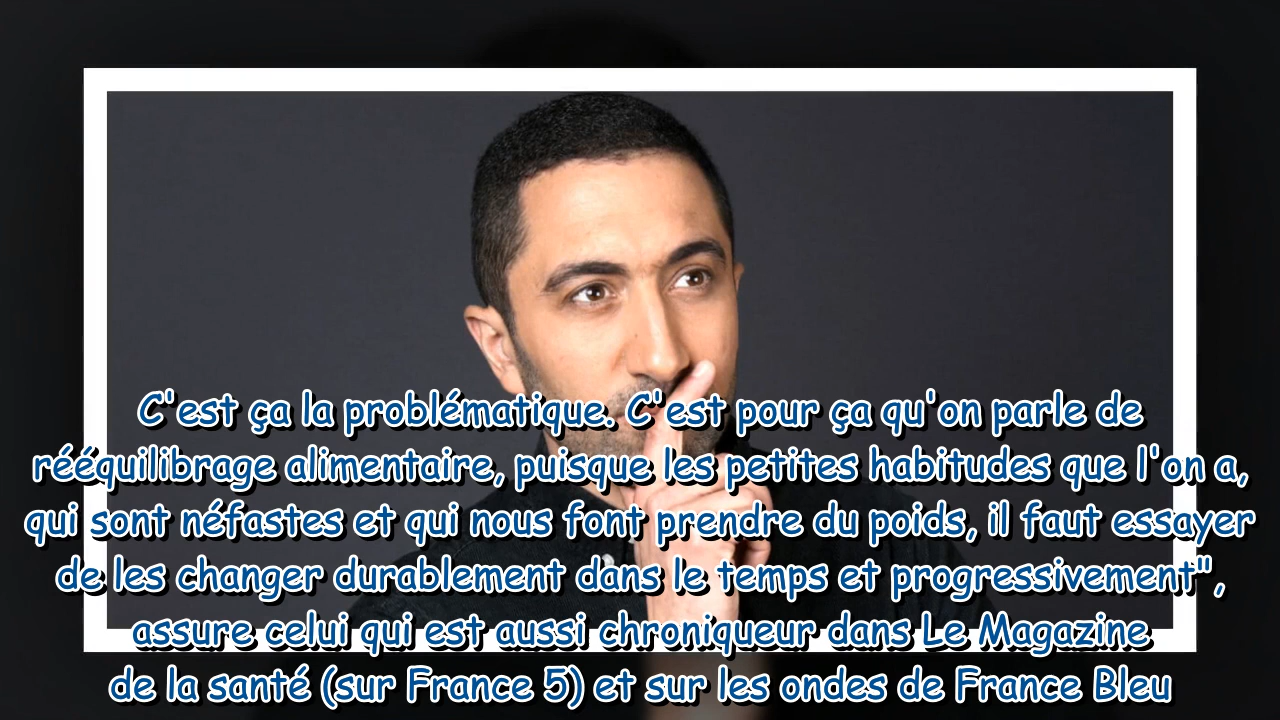 C'est ça la problématique. C'est pour ça qu'on parle de
rééquilibrage alimentaire, puisque les petites habitudes que l'on a,
qui sont néfastes et qui nous font prendre du poids, il faut essayer
de les changer durablement dans le temps et progressivement",
assure celui qui est aussi chroniqueur dans Le Magazine
de la santé (sur France 5) et sur les ondes de France Bleu